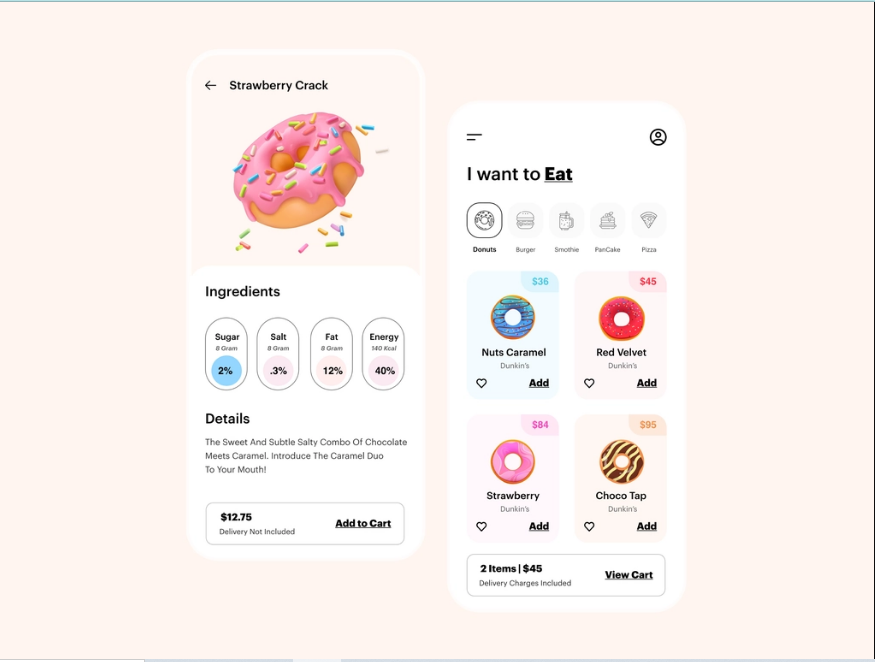 Strawberry Crack
Ingredients
Sugar
8 Gram
2%
Salt
8 Gram
.3%
Fat
8 Gram
12%
Energy
140 Kcal
40%
Details
The Sweet And Subtle Salty Combo Of Chocolate
Meets Caramel. Introduce The Caramel Duo
To Your Mouth!
$12.75
Delivery Not Included
Add to Cart
I want to Eat
Donuts
Burger
Smothie
PanCake
Pizza
$36
Nuts Caramel
Dunkin's
Add
$45
Red Velvet
Dunkin's
Add
$84
Strawberry
Dunkin's
Add
$95
Choco Tap
Dunkin's
Add
2 Items | $45
Delivery Charges Included
View Cart